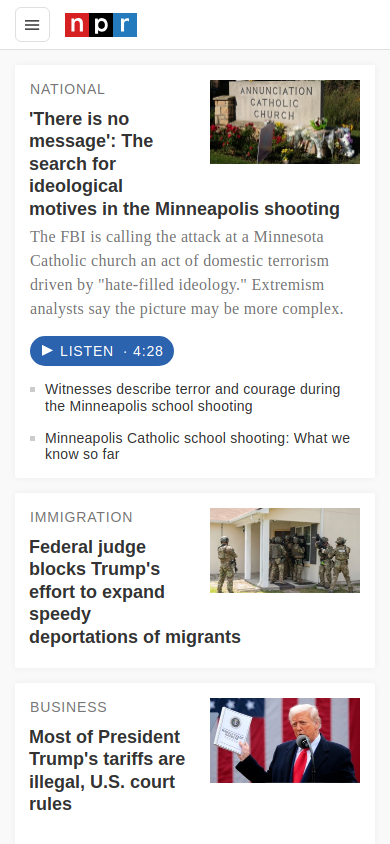 npr
NATIONAL
ANNUNCIATION
CATHOLIC
CHURCH
'There is no
message': The
search for
ideological
motives in the Minneapolis shooting
The FBI is calling the attack at a Minnesota
Catholic church an act of domestic terrorism
driven by "hate-filled ideology." Extremism
analysts say the picture may be more complex.
LISTEN · 4:28
Witnesses describe terror and courage during
the Minneapolis school shooting
Minneapolis Catholic school shooting: What we
know so far
IMMIGRATION
Federal judge
blocks Trump's
effort to expand
speedy
deportations of migrants
BUSINESS
Most of President
Trump's tariffs are
illegal, U.S. court
rules